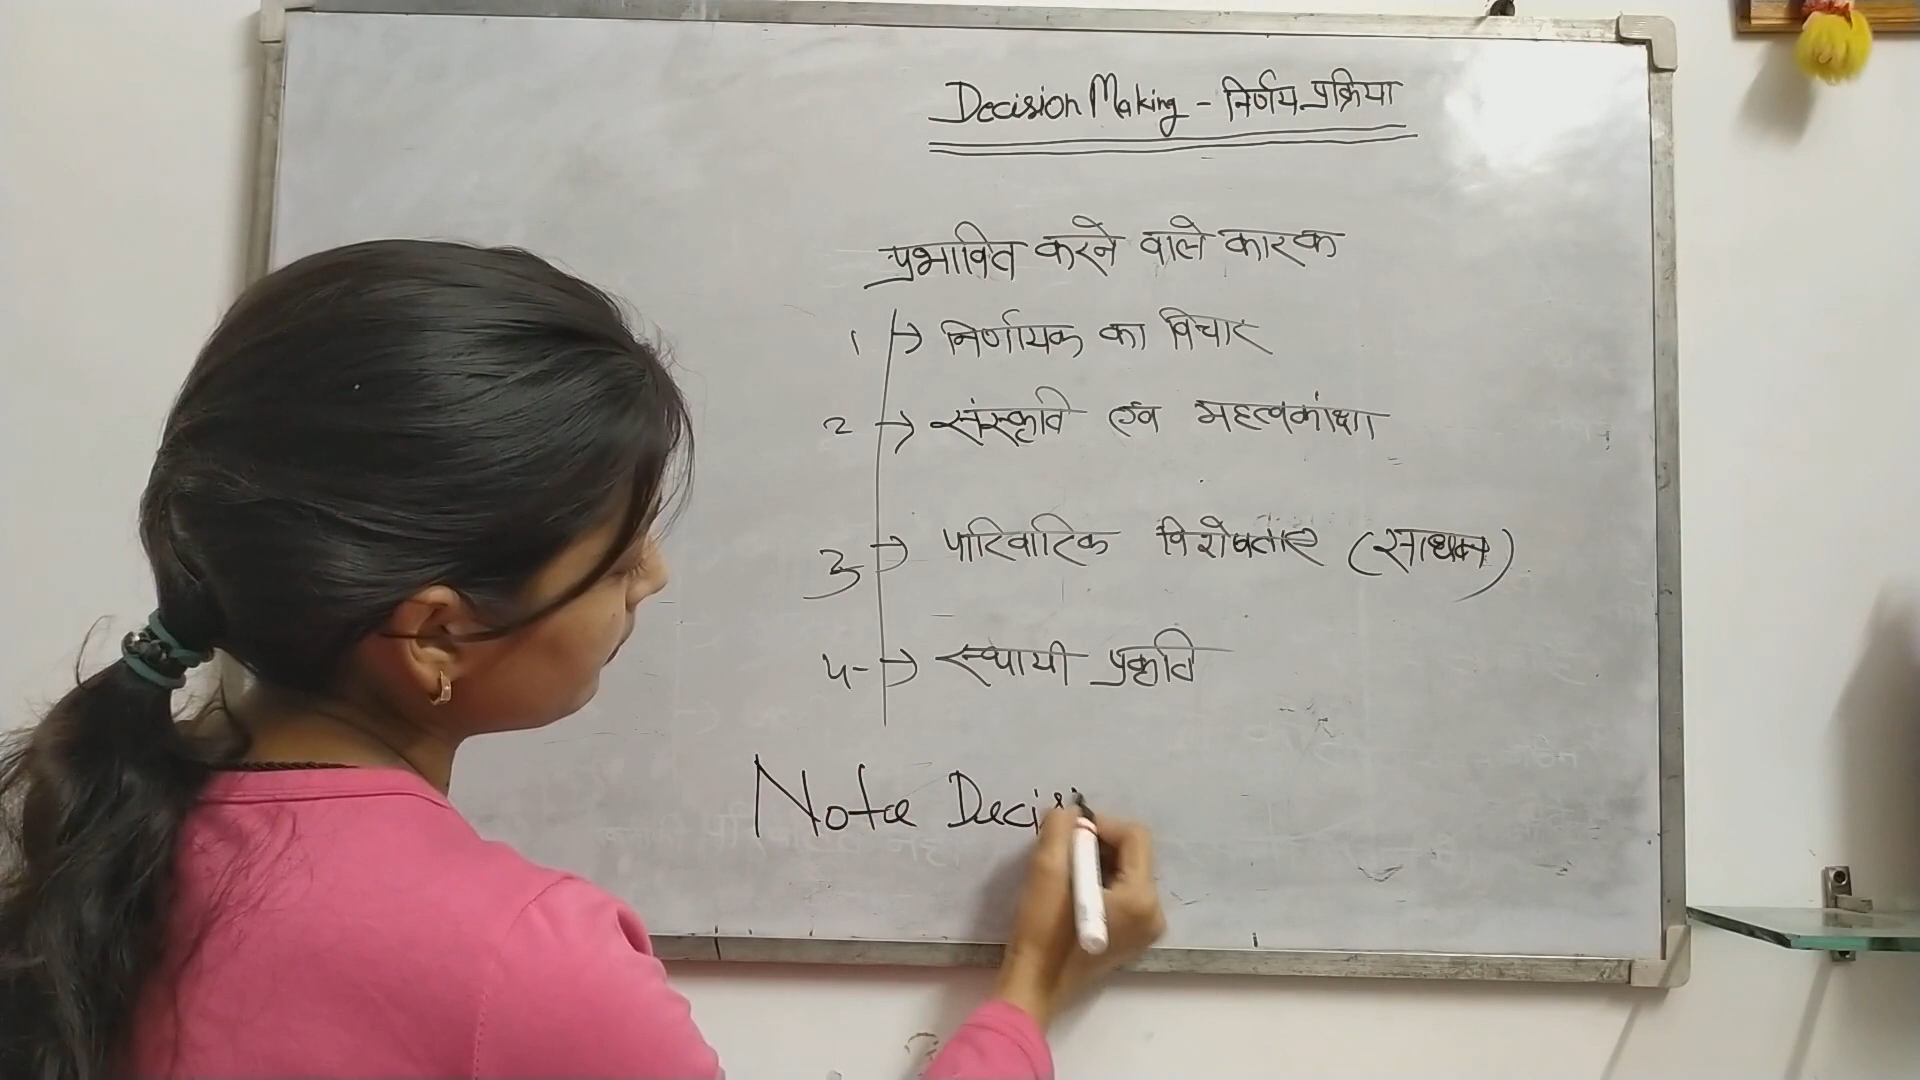 Decision Making - निर्णय प्रक्रिया
प्रभावित करने वाले कारक
1 → निर्णायक का विचार
2 → संस्कृति एव महत्वकांक्षा
3 → पारिवारिक विशेषताए (साधन)
4- → स्थायी प्रकृति
Note Decis